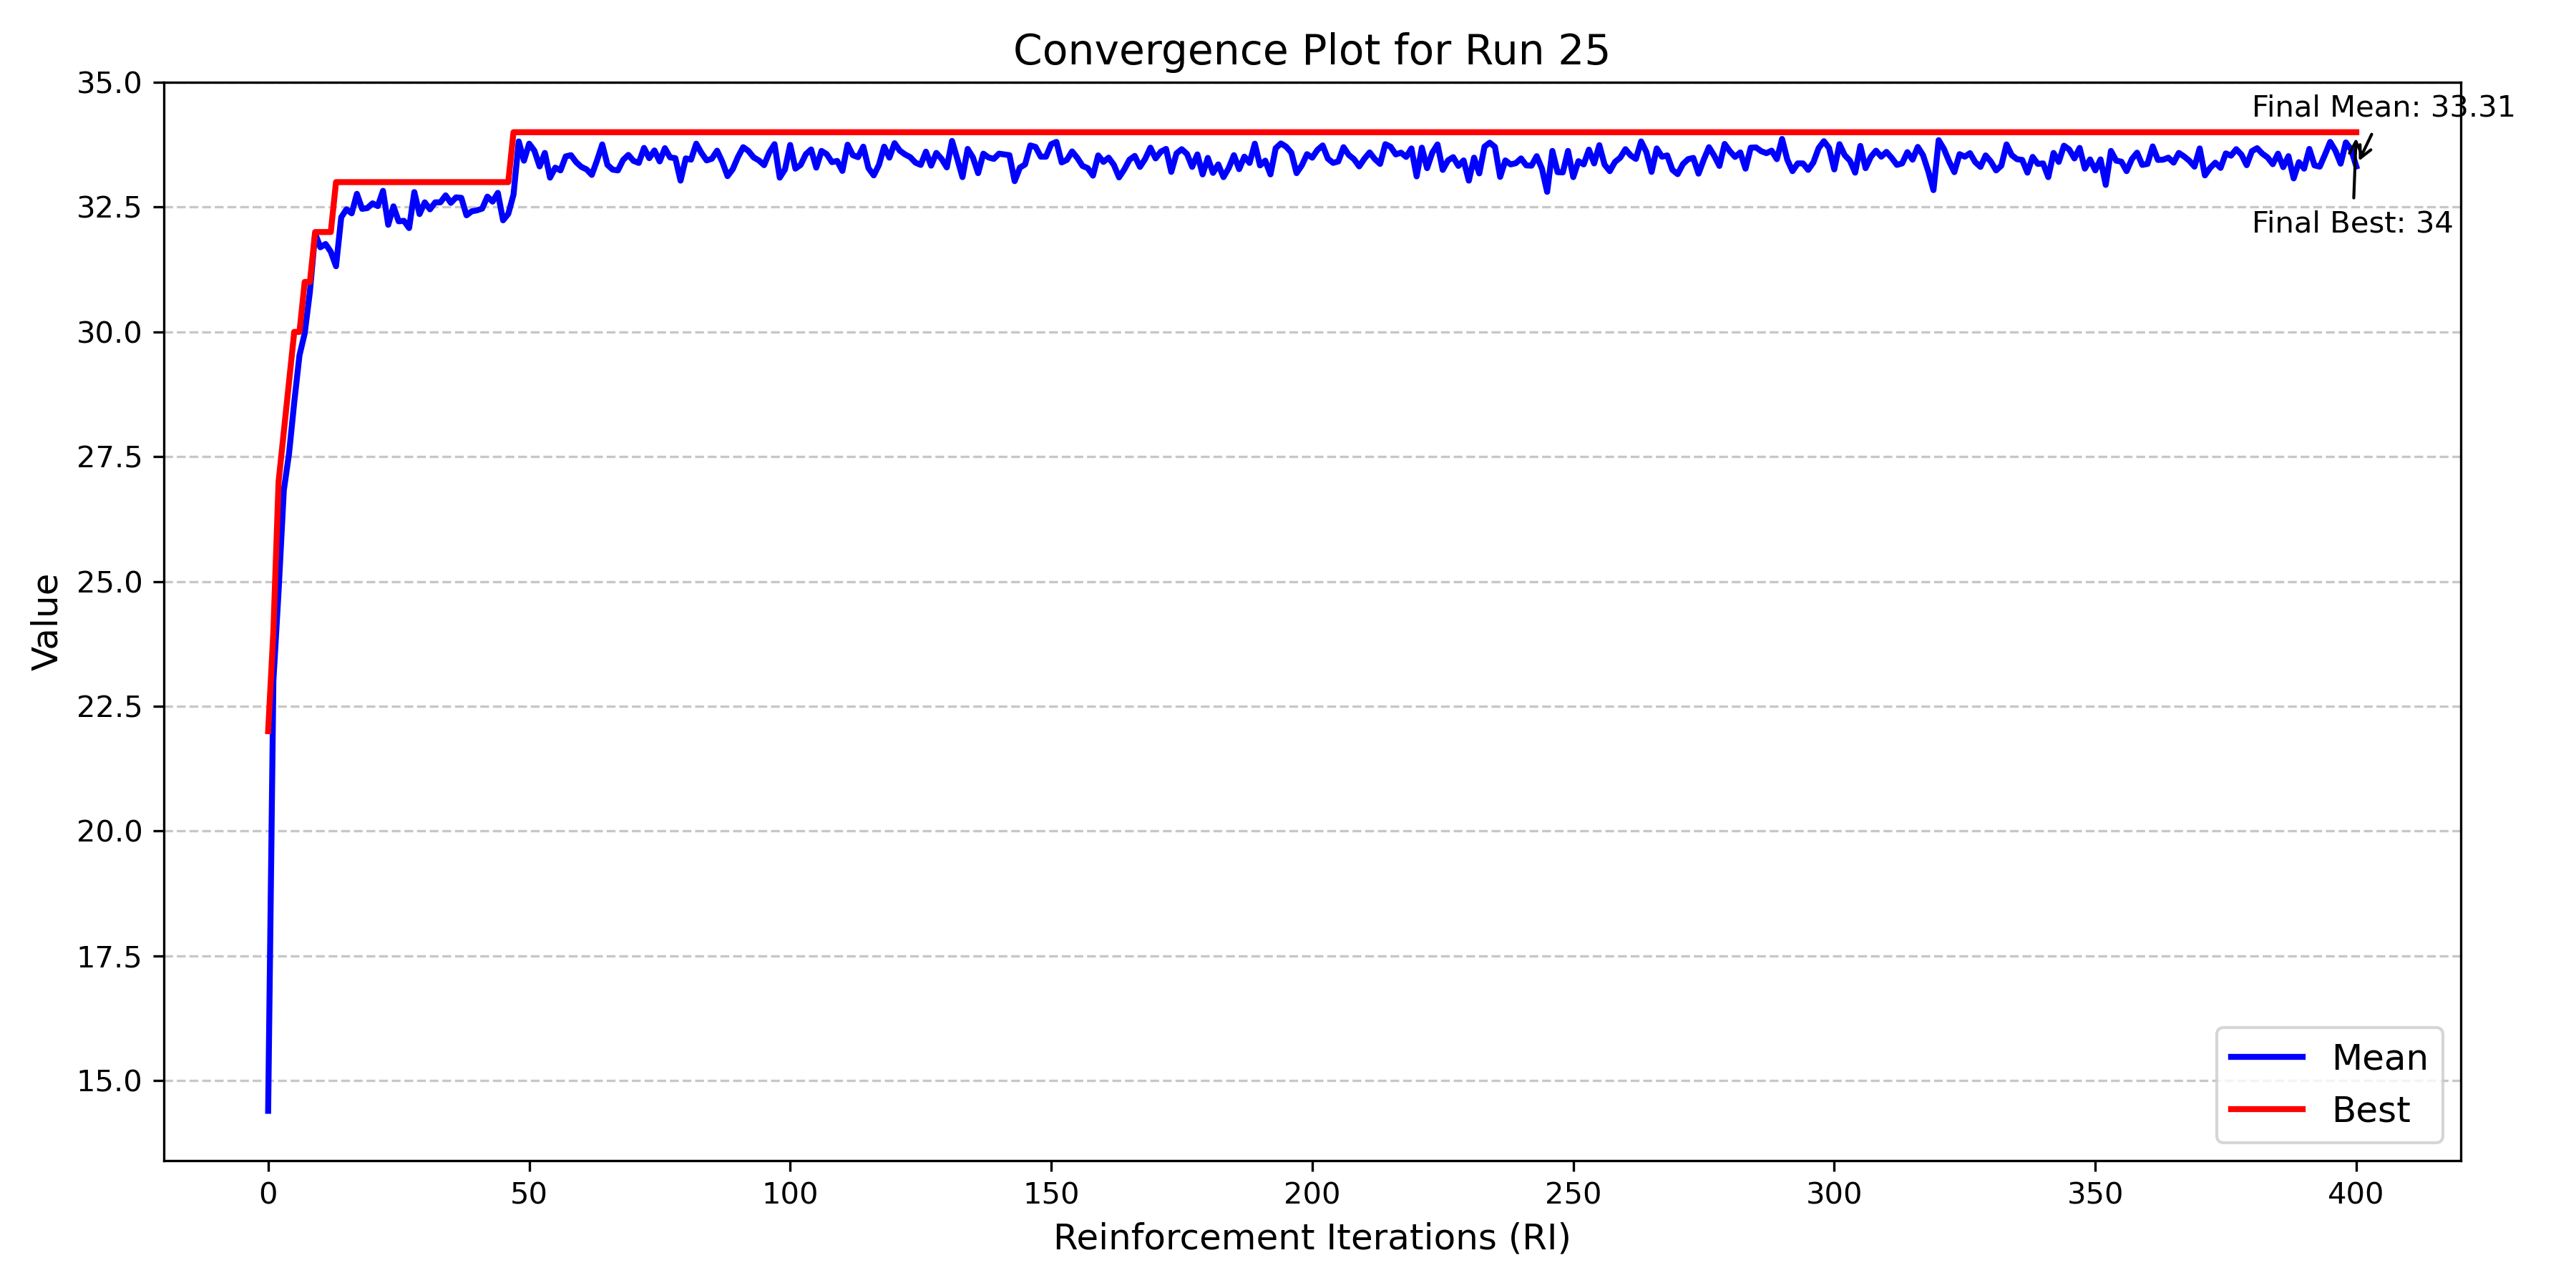 Convergence Plot for Run 25
35.0
32.5
30.0
27.5
25.0
22.5
20.0
17.5
15.0
Value
Final Mean: 33.31
Final Best: 34
Mean
Best
0 50 100 150 200 250 300 350 400
Reinforcement Iterations (RI)